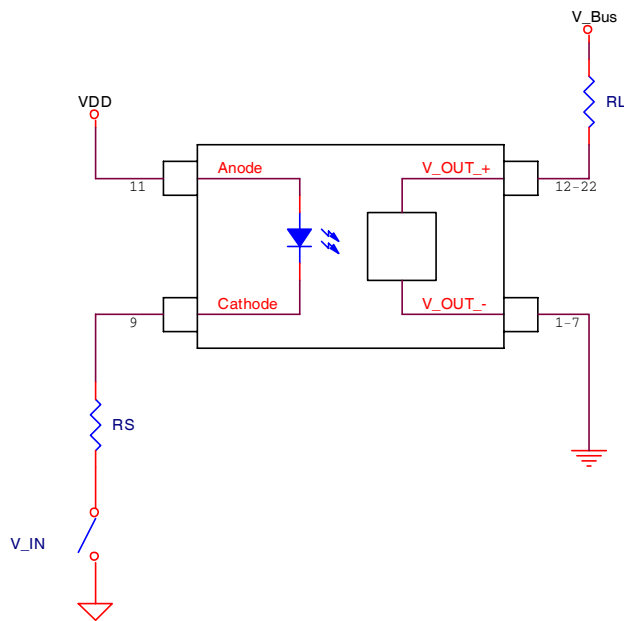 V_Bus
RL
VDD
Anode
V_OUT_+
11
12-22
Cathode
V_OUT_-
9
1-7
RS
V_IN